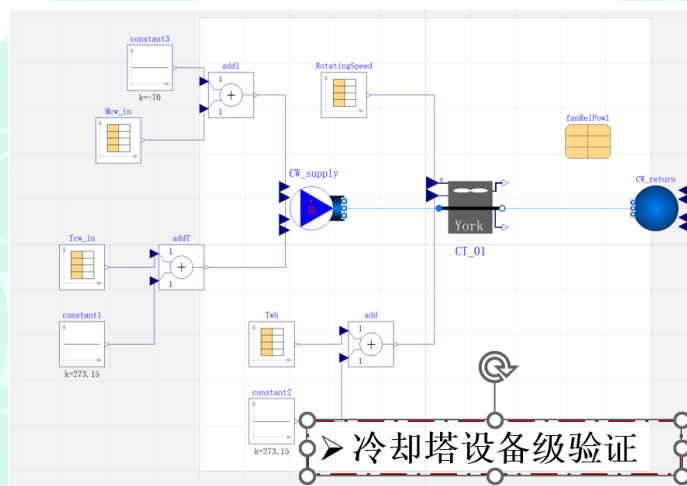 constant3
k=-70
add1
1
1
Mcw_in
RotatingSpeed
fanRelPow1
CW_supply
CW_return
York
CT_01
Tcw_in
addT
1
1
constant1
k=273.15
Twb
add
1
1
constant2
k=273.15
➢ 冷却塔设备级验证